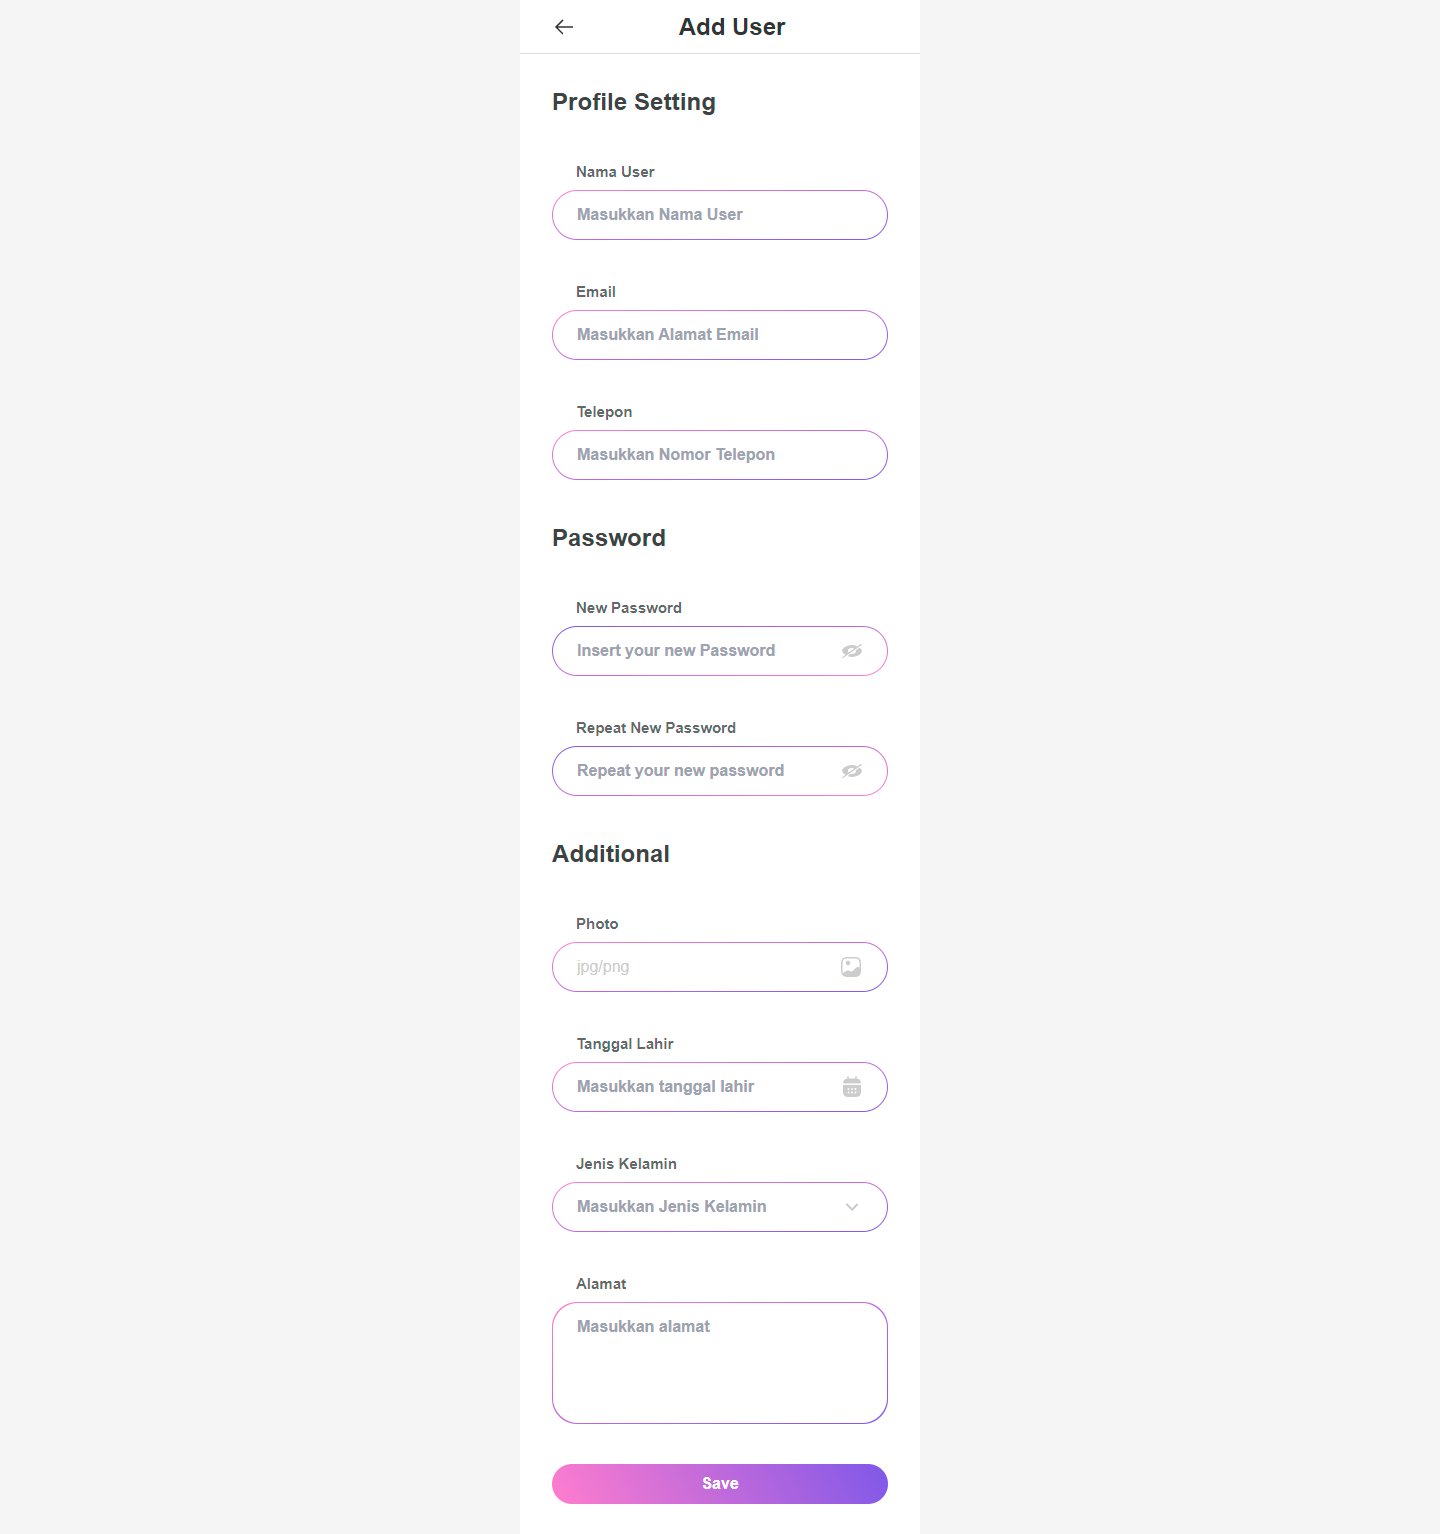 Add User
Profile Setting
Nama User
Masukkan Nama User
Email
Masukkan Alamat Email
Telepon
Masukkan Nomor Telepon
Password
New Password
Insert your new Password
Repeat New Password
Repeat your new password
Additional
Photo
jpg/png
Tanggal Lahir
Masukkan tanggal lahir
Jenis Kelamin
Masukkan Jenis Kelamin
Alamat
Masukkan alamat
Save